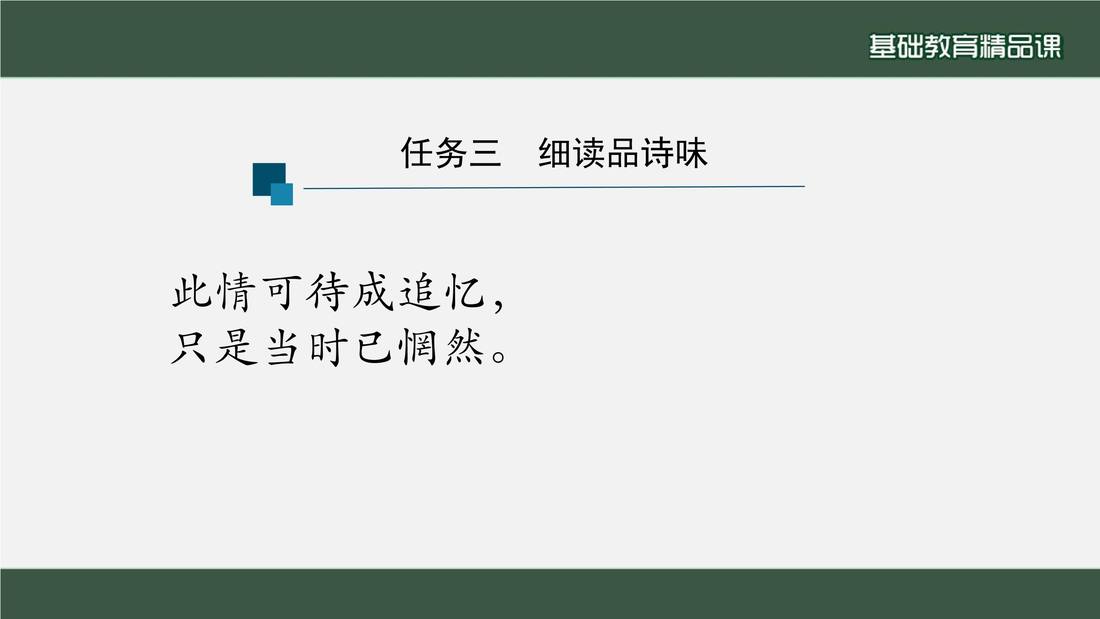 基础教育精品课
任务三 细读品诗味
此情可待成追忆，
只是当时已惘然。